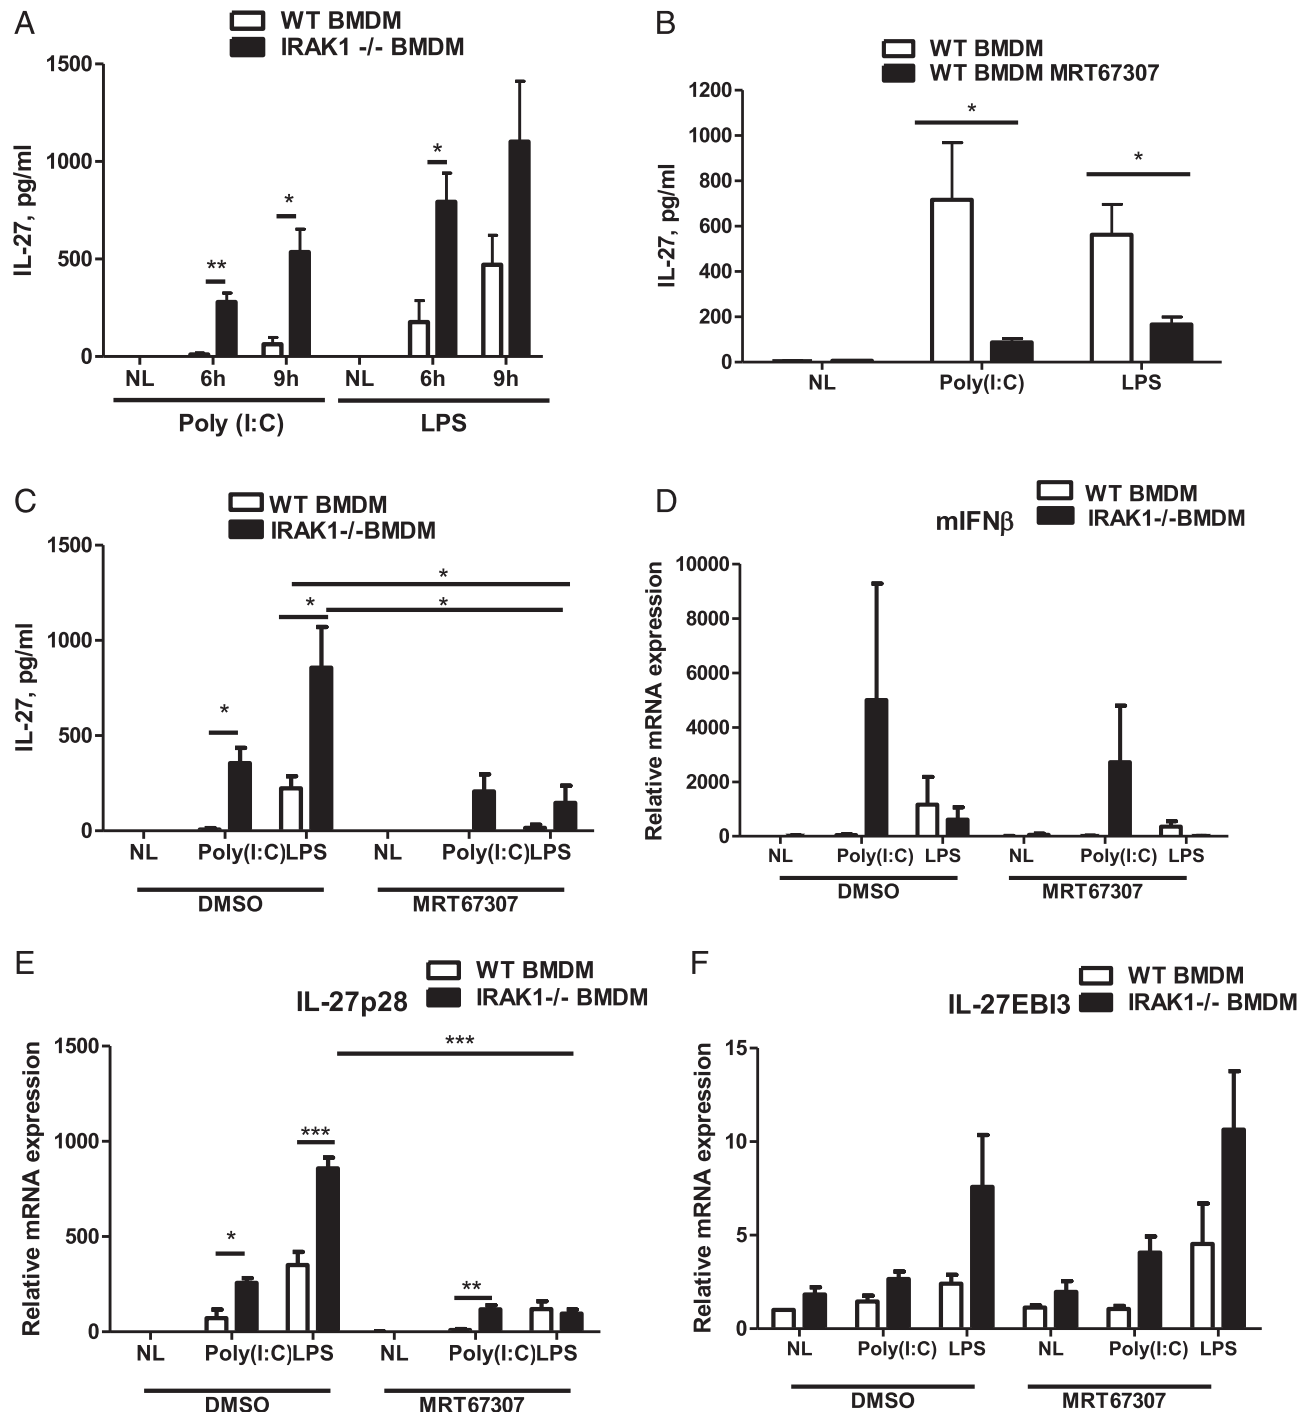 A
WT BMDM
IRAK1 -/- BMDM
IL-27, pg/ml
1500
1000
500
0
**
*
*
NL 6h 9h NL 6h 9h
Poly (I:C) LPS
B
WT BMDM
WT BMDM MRT67307
IL-27, pg/ml
1200
1000
800
600
400
200
0
*
*
NL Poly(I:C) LPS
C
WT BMDM
IRAK1-/-BMDM
IL-27, pg/ml
1500
1000
500
0
*
*
*
*
NL Poly(I:C)LPS NL Poly(I:C)LPS
DMSO MRT67307
D
mIFNβ
WT BMDM
IRAK1-/-BMDM
Relative mRNA expression
10000
8000
6000
4000
2000
0
NL Poly(I:C) LPS NL Poly(I:C) LPS
DMSO MRT67307
E
IL-27p28
WT BMDM
IRAK1-/- BMDM
Relative mRNA expression
1500
1000
500
0
***
***
*
**
NL Poly(I:C)LPS NL Poly(I:C)LPS
DMSO MRT67307
F
IL-27EBI3
WT BMDM
IRAK1-/- BMDM
Relative mRNA expression
15
10
5
0
NL Poly(I:C) LPS NL Poly(I:C) LPS
DMSO MRT67307